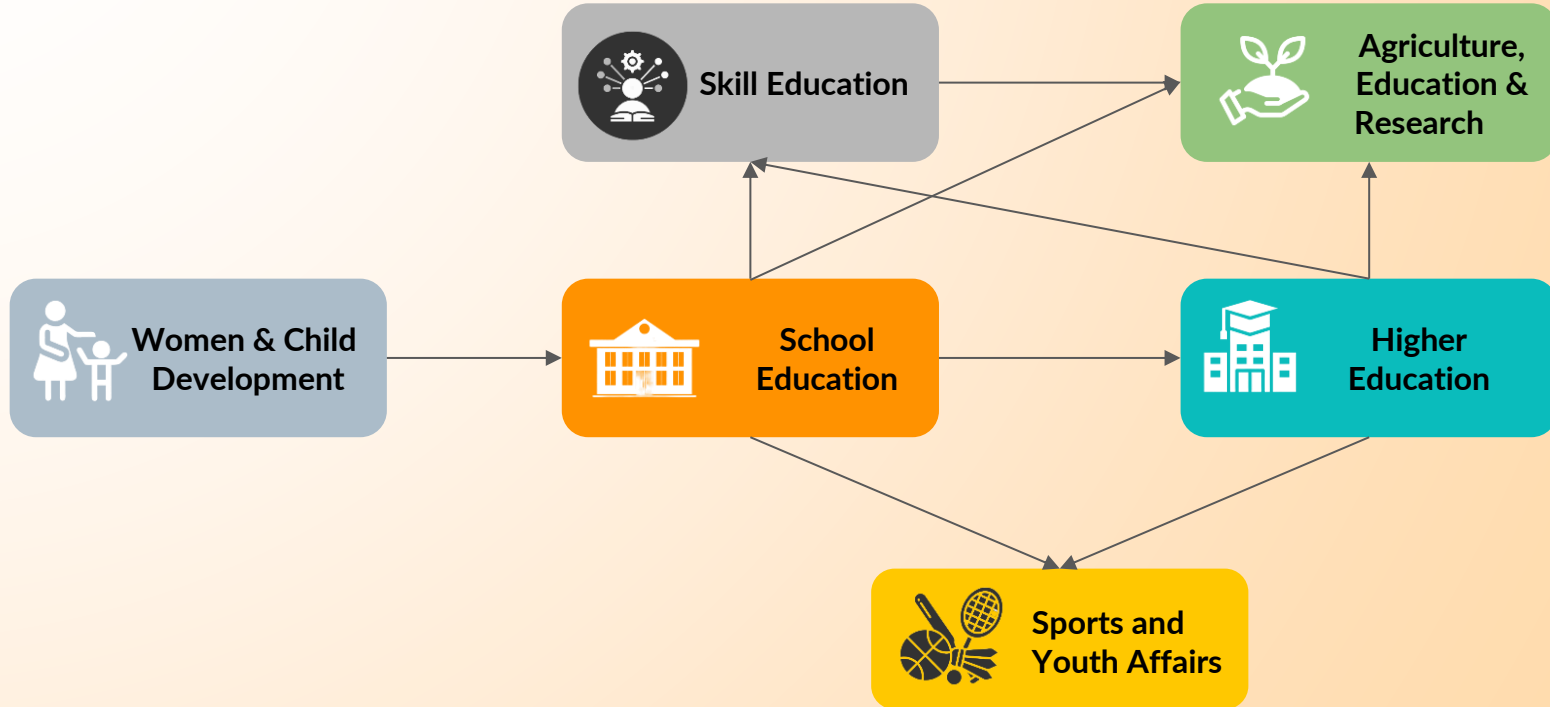 Skill Education
Agriculture,
Education &
Research
Women & Child
Development
School
Education
Higher
Education
Sports and
Youth Affairs